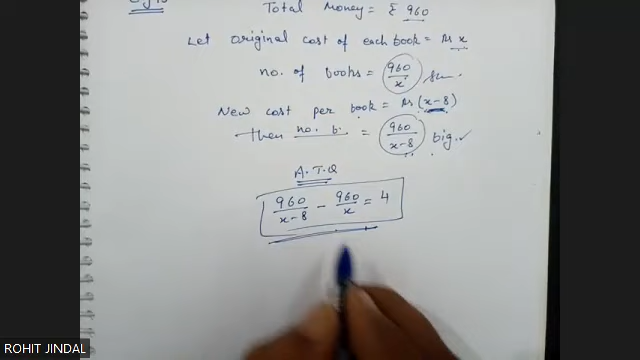 Total Money = ₹ 960
Let original cost of each book = Rs x
no. of books = 960/x
New cost per book = Rs (x-8)
Then no. b. = 960/x-8 big.
A.T.Q
960/x-8 - 960/x = 4
ROHIT JINDAL